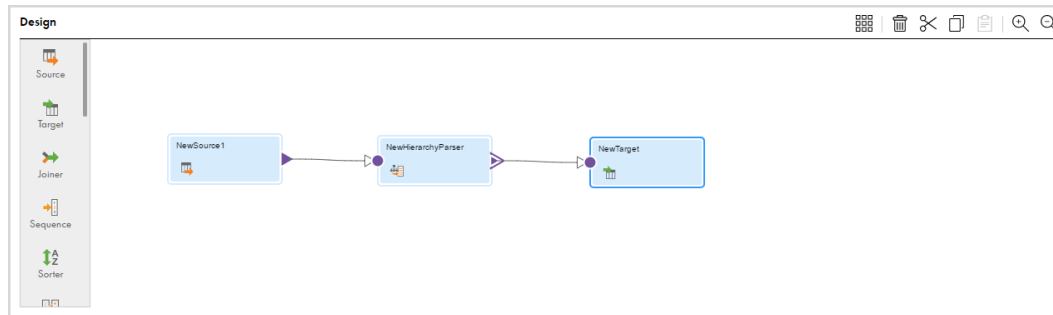 Design
Source
Target
Joiner
Sequence
A
Z
Sorter
NewSource1
NewHierarchyParser
NewTarget